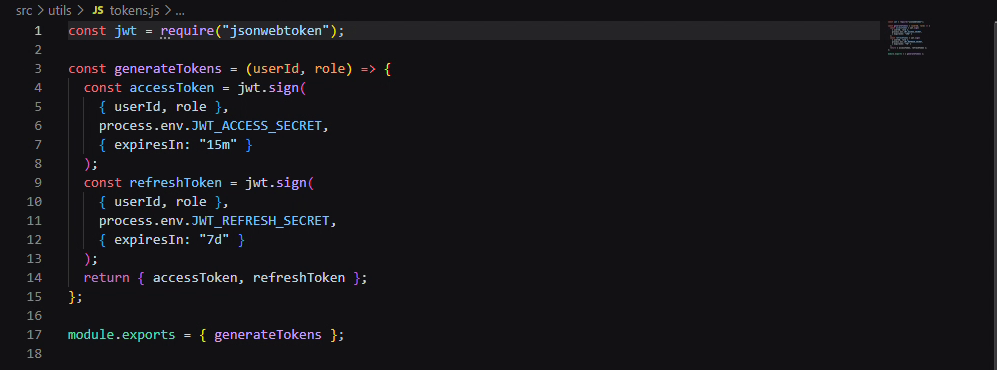 src > utils > JS tokens.js > ...
1 const jwt = require("jsonwebtoken");
2
3 const generateTokens = (userId, role) => {
4   const accessToken = jwt.sign(
5     { userId, role },
6     process.env.JWT_ACCESS_SECRET,
7     { expiresIn: "15m" }
8   );
9   const refreshToken = jwt.sign(
10     { userId, role },
11     process.env.JWT_REFRESH_SECRET,
12     { expiresIn: "7d" }
13   );
14   return { accessToken, refreshToken };
15 };
16
17 module.exports = { generateTokens };
18